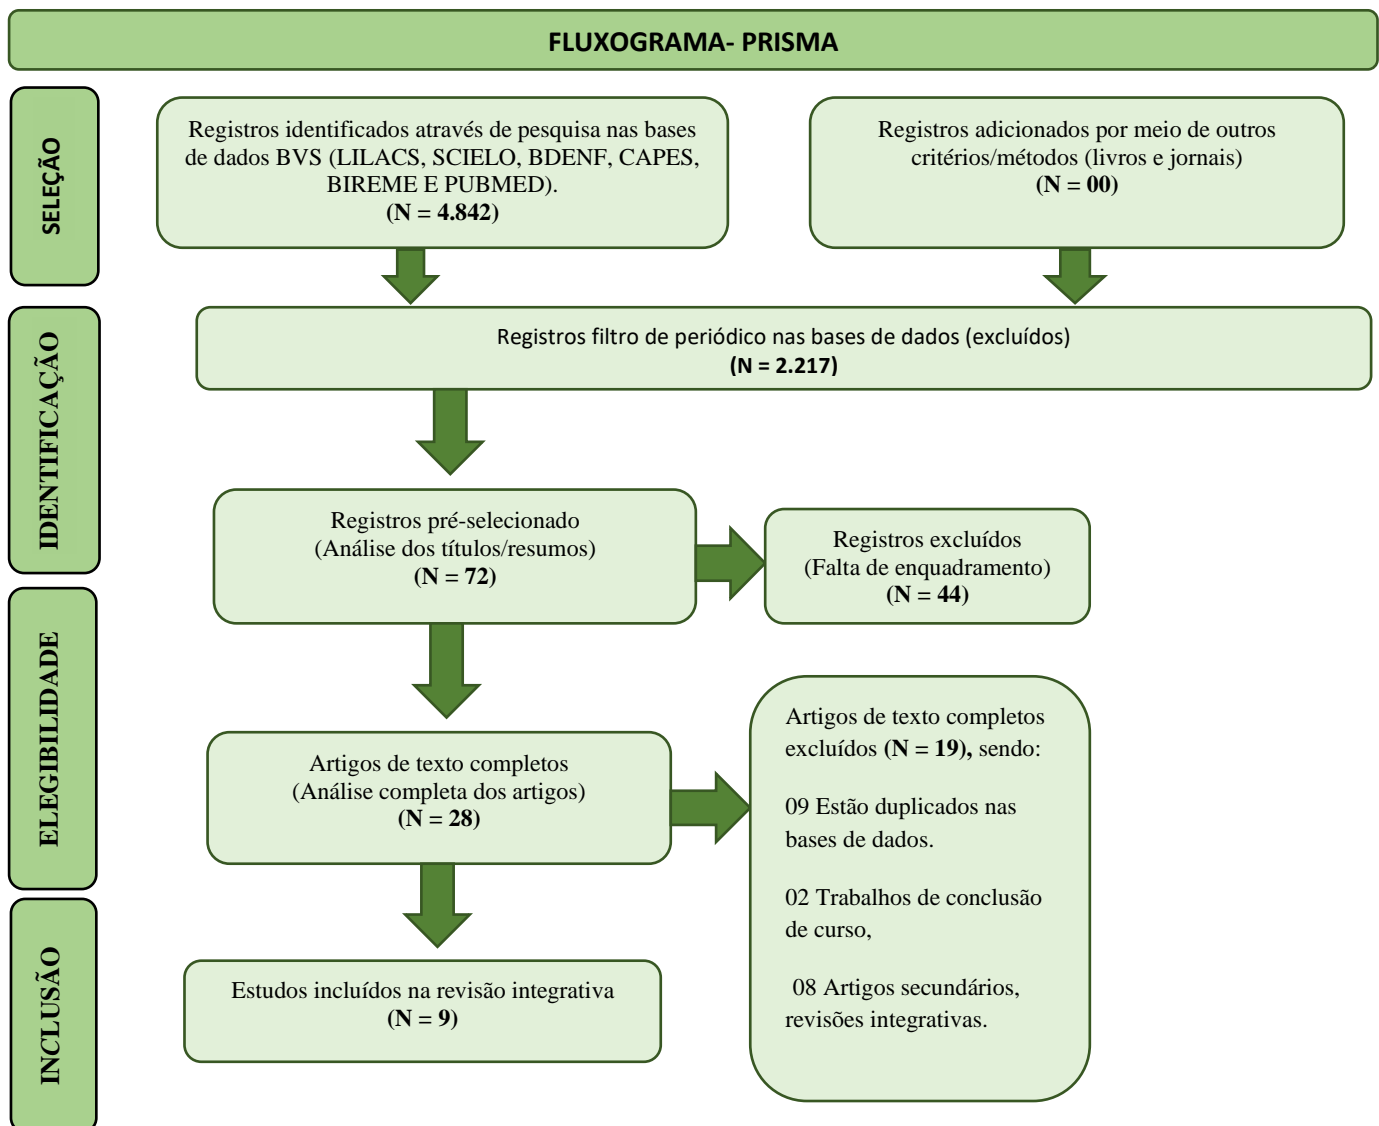 FLUXOGRAMA- PRISMA
SELEÇÃO
Registros identificados através de pesquisa nas bases
de dados BVS (LILACS, SCIELO, BDENF, CAPES,
BIREME E PUBMED).
(N = 4.842)
Registros adicionados por meio de outros
critérios/métodos (livros e jornais)
(N = 00)
IDENTIFICAÇÃO
Registros filtro de periódico nas bases de dados (excluídos)
(N = 2.217)
Registros pré-selecionado
(Análise dos títulos/resumos)
(N = 72)
Registros excluídos
(Falta de enquadramento)
(N = 44)
ELEGIBILIDADE
Artigos de texto completos
(Análise completa dos artigos)
(N = 28)
Artigos de texto completos
excluídos (N = 19), sendo:
09 Estão duplicados nas
bases de dados.
02 Trabalhos de conclusão
de curso,
08 Artigos secundários,
revisões integrativas.
INCLUSÃO
Estudos incluídos na revisão integrativa
(N = 9)